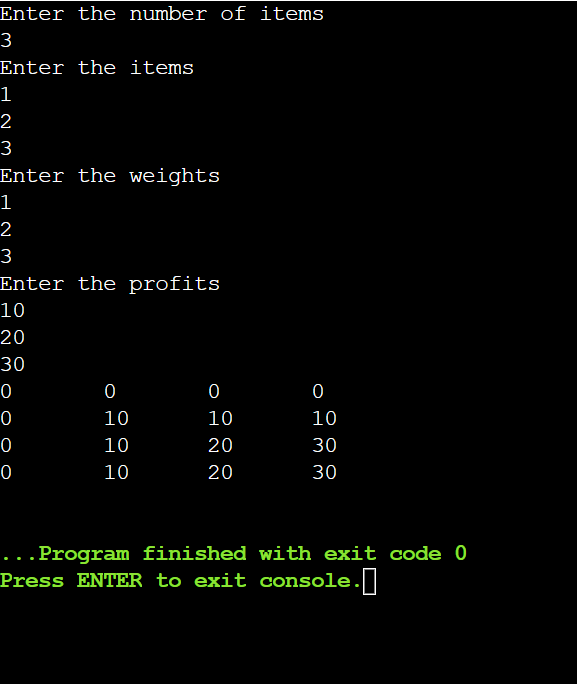 Enter the number of items
3
Enter the items
1
2
3
Enter the weights
1
2
3
Enter the profits
10
20
30
0 0 0 0
0 10 10 10
0 10 20 30
0 10 20 30
...Program finished with exit code 0
Press ENTER to exit console.